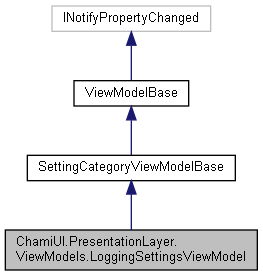 INotifyPropertyChanged
ViewModelBase
SettingCategoryViewModelBase
ChamiUI.PresentationLayer.
ViewModels.LoggingSettingsViewModel